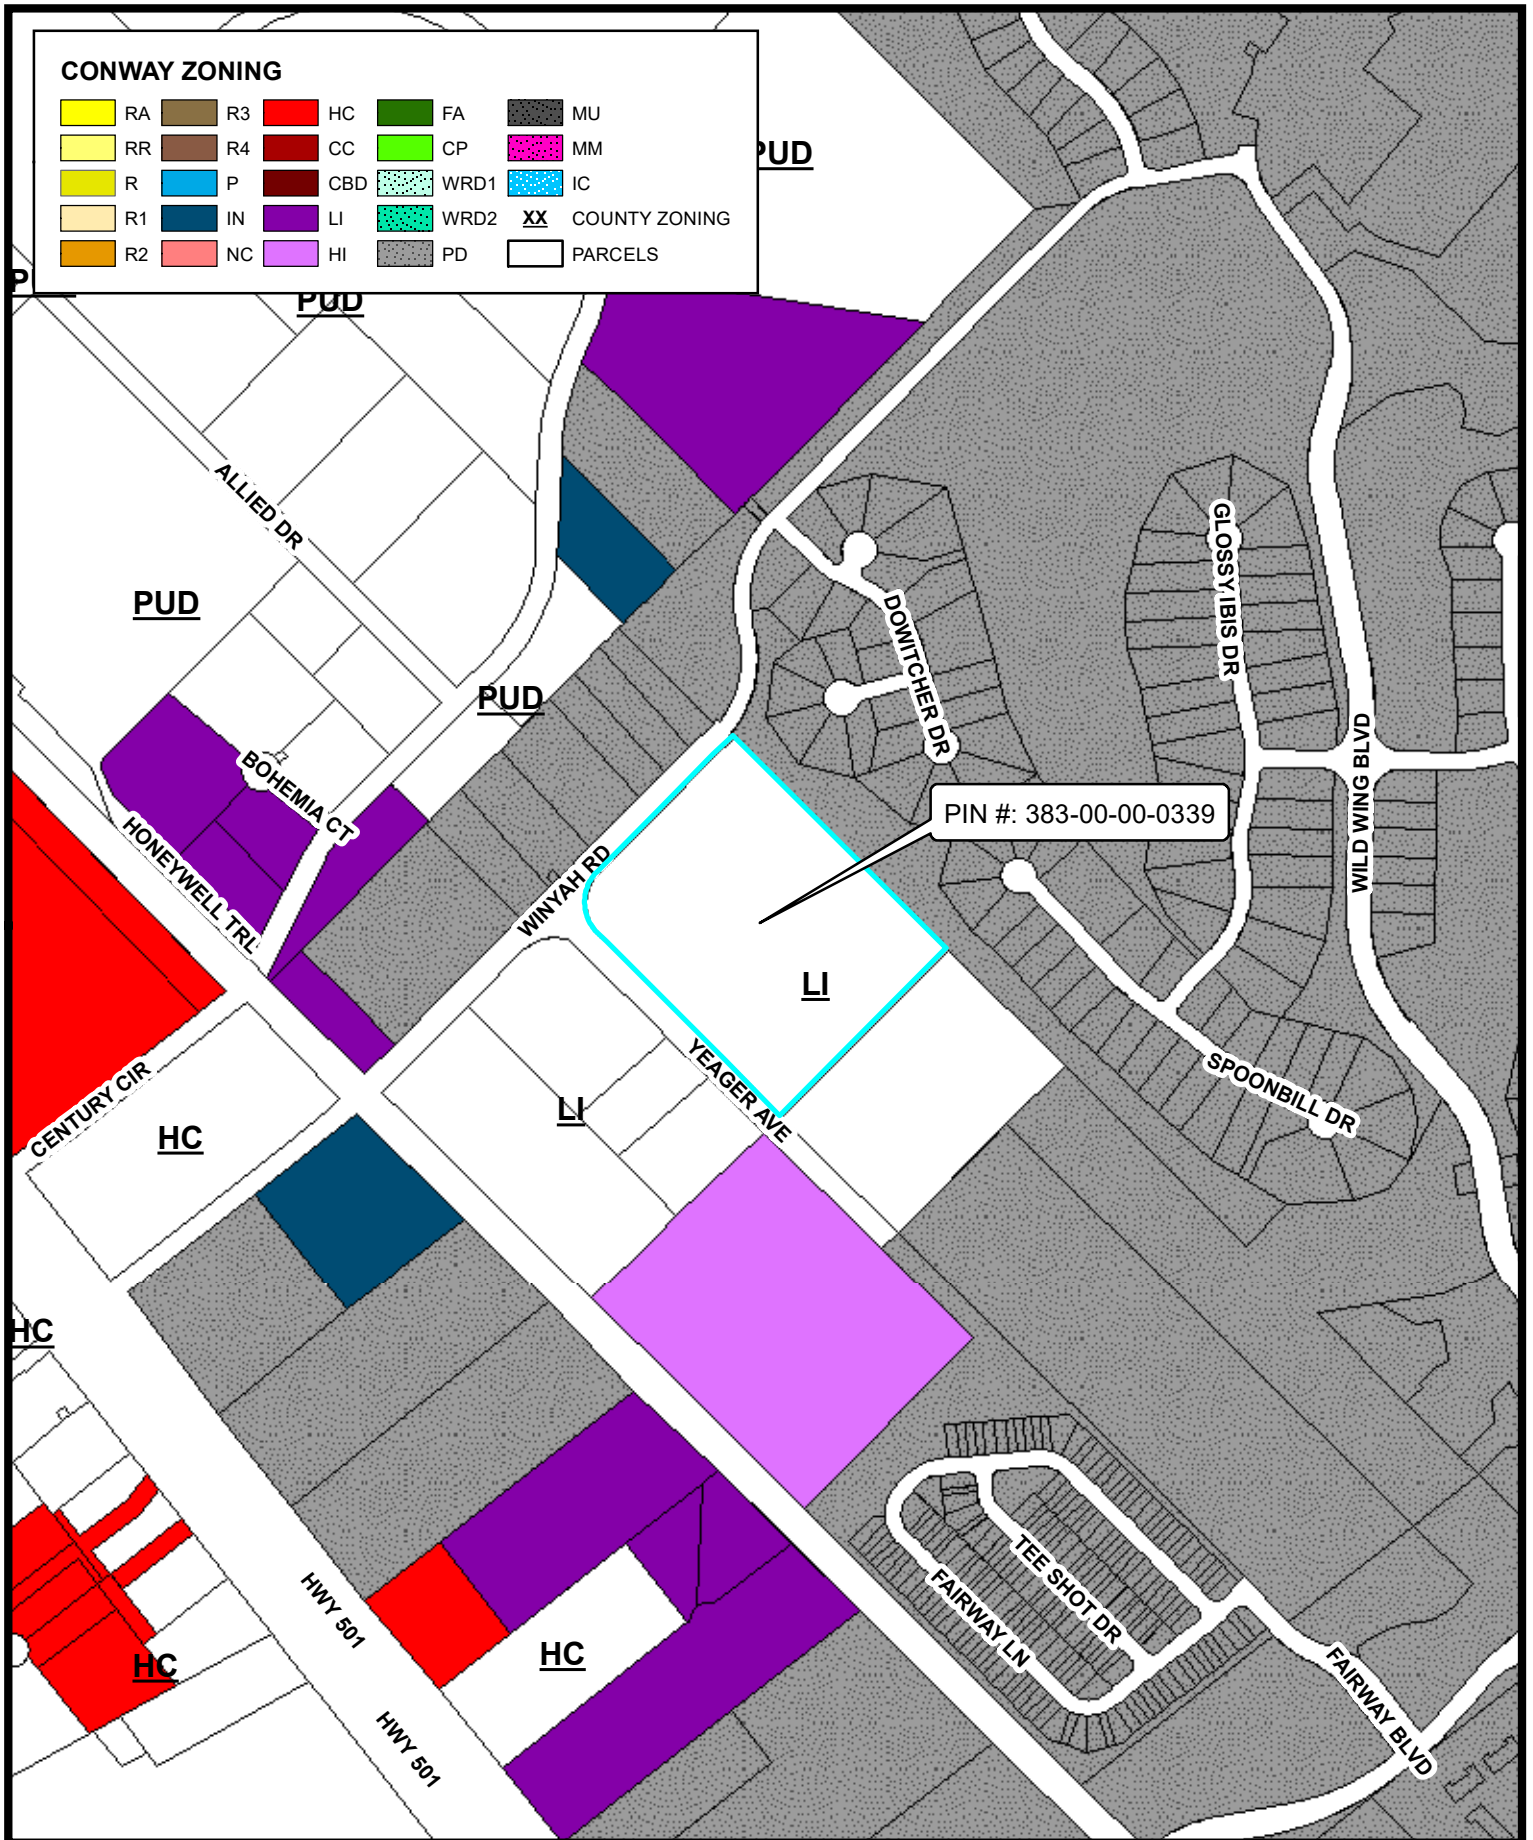 CONWAY ZONING
RA R3 HC FA MU
RR R4 CC CP MM
R P CBD WRD1 IC
R1 IN LI WRD2 XX COUNTY ZONING
R2 NC HI PD PARCELS
PUD
PUD
ALLIED DR
PUD
GLOSSY IBIS DR
DOWITCHER DR
PUD
WILD WING BLVD
BOHEMIA CT
PIN #: 383-00-00-0339
HONEYWELL TRL
WINYAH RD
LI
YEAGER AVE
SPOONBILL DR
CENTURY CIR
LI
HC
HC
TEE SHOT DR
FAIRWAY LN
HWY 501
HC
HC
FAIRWAY BLVD
HWY 501